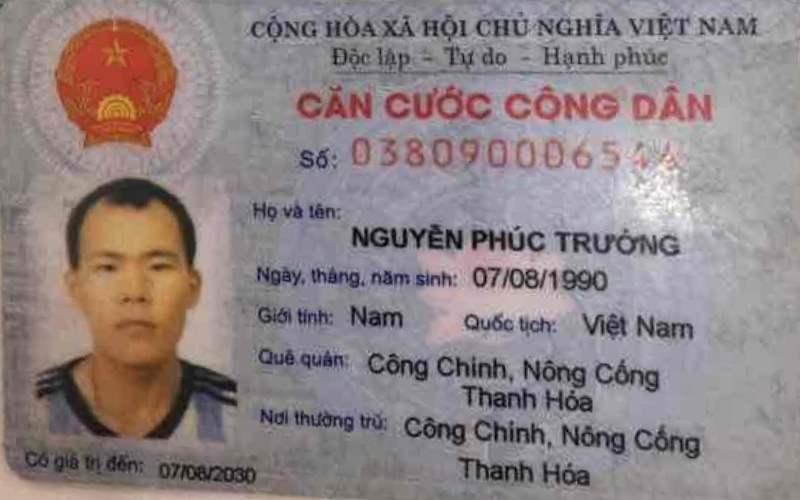 CỘNG HÒA XÃ HỘI CHỦ NGHĨA VIỆT NAM
Độc lập - Tự do - Hạnh phúc
CĂN CƯỚC CÔNG DÂN
Số:
Họ và tên:
NGUYỄN PHÚC TRƯỜNG
Ngày, tháng, năm sinh: 07/08/1990
Giới tính: Nam Quốc tịch: Việt Nam
Quê quán: Công Chính, Nông Cống
Thanh Hóa
Nơi thường trú: Công Chính, Nông Cống
Thanh Hóa
Có giá trị đến: 07/08/2030